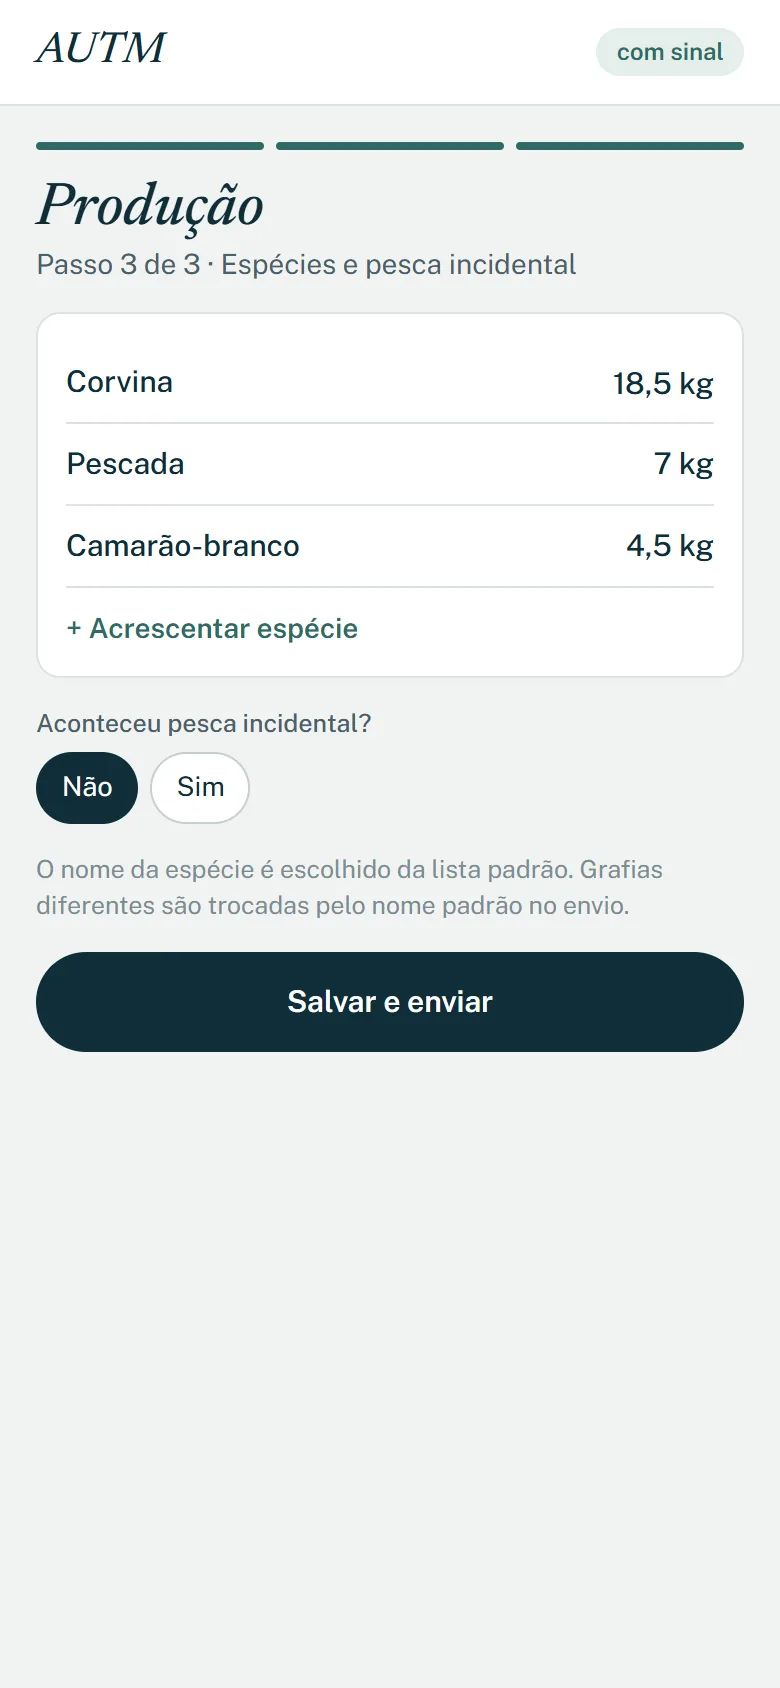 AUTM
com sinal
Produção
Passo 3 de 3 · Espécies e pesca incidental
Corvina 18,5 kg
Pescada 7 kg
Camarão-branco 4,5 kg
+ Acrescentar espécie
Aconteceu pesca incidental?
Não Sim
O nome da espécie é escolhido da lista padrão. Grafias
diferentes são trocadas pelo nome padrão no envio.
Salvar e enviar